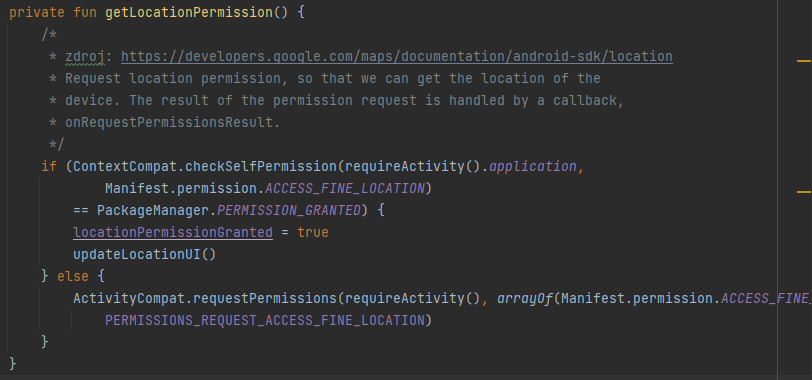 private fun getLocationPermission() {
/*
* zdroj: https://developers.google.com/maps/documentation/android-sdk/location
* Request location permission, so that we can get the location of the
* device. The result of the permission request is handled by a callback,
* onRequestPermissionsResult.
*/
if (ContextCompat.checkSelfPermission(requireActivity().application,
Manifest.permission.ACCESS_FINE_LOCATION)
== PackageManager.PERMISSION_GRANTED) {
locationPermissionGranted = true
updateLocationUI()
} else {
ActivityCompat.requestPermissions(requireActivity(), arrayOf(Manifest.permission.ACCESS_FINE_
PERMISSIONS_REQUEST_ACCESS_FINE_LOCATION)
}
}